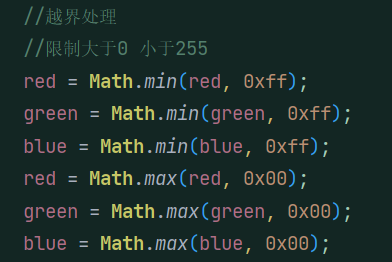 //越界处理
//限制大于0 小于255
red = Math.min(red, 0xff);
green = Math.min(green, 0xff);
blue = Math.min(blue, 0xff);
red = Math.max(red, 0x00);
green = Math.max(green, 0x00);
blue = Math.max(blue, 0x00);